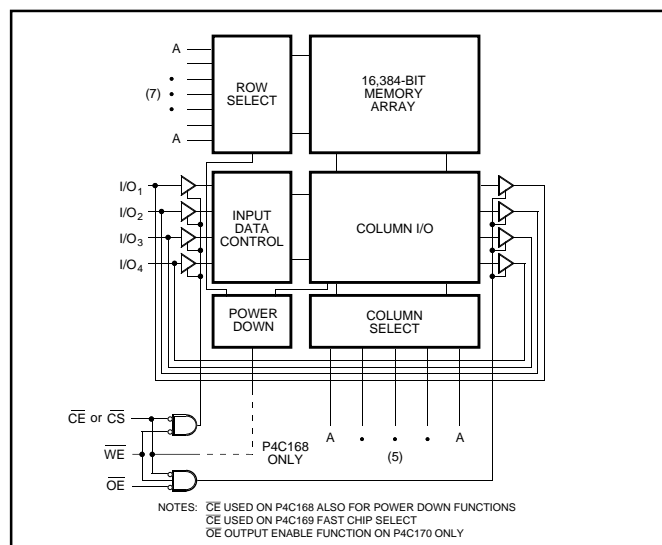 A
(7)
A
ROW
SELECT
16,384-BIT
MEMORY
ARRAY
I/O1
I/O2
I/O3
I/O4
INPUT
DATA
CONTROL
COLUMN I/O
POWER
DOWN
COLUMN
SELECT
CE or CS
WE
OE
P4C168
ONLY
A
A
(5)
NOTES: CE USED ON P4C168 ALSO FOR POWER DOWN FUNCTIONS
CE USED ON P4C169 FAST CHIP SELECT
OE OUTPUT ENABLE FUNCTION ON P4C170 ONLY